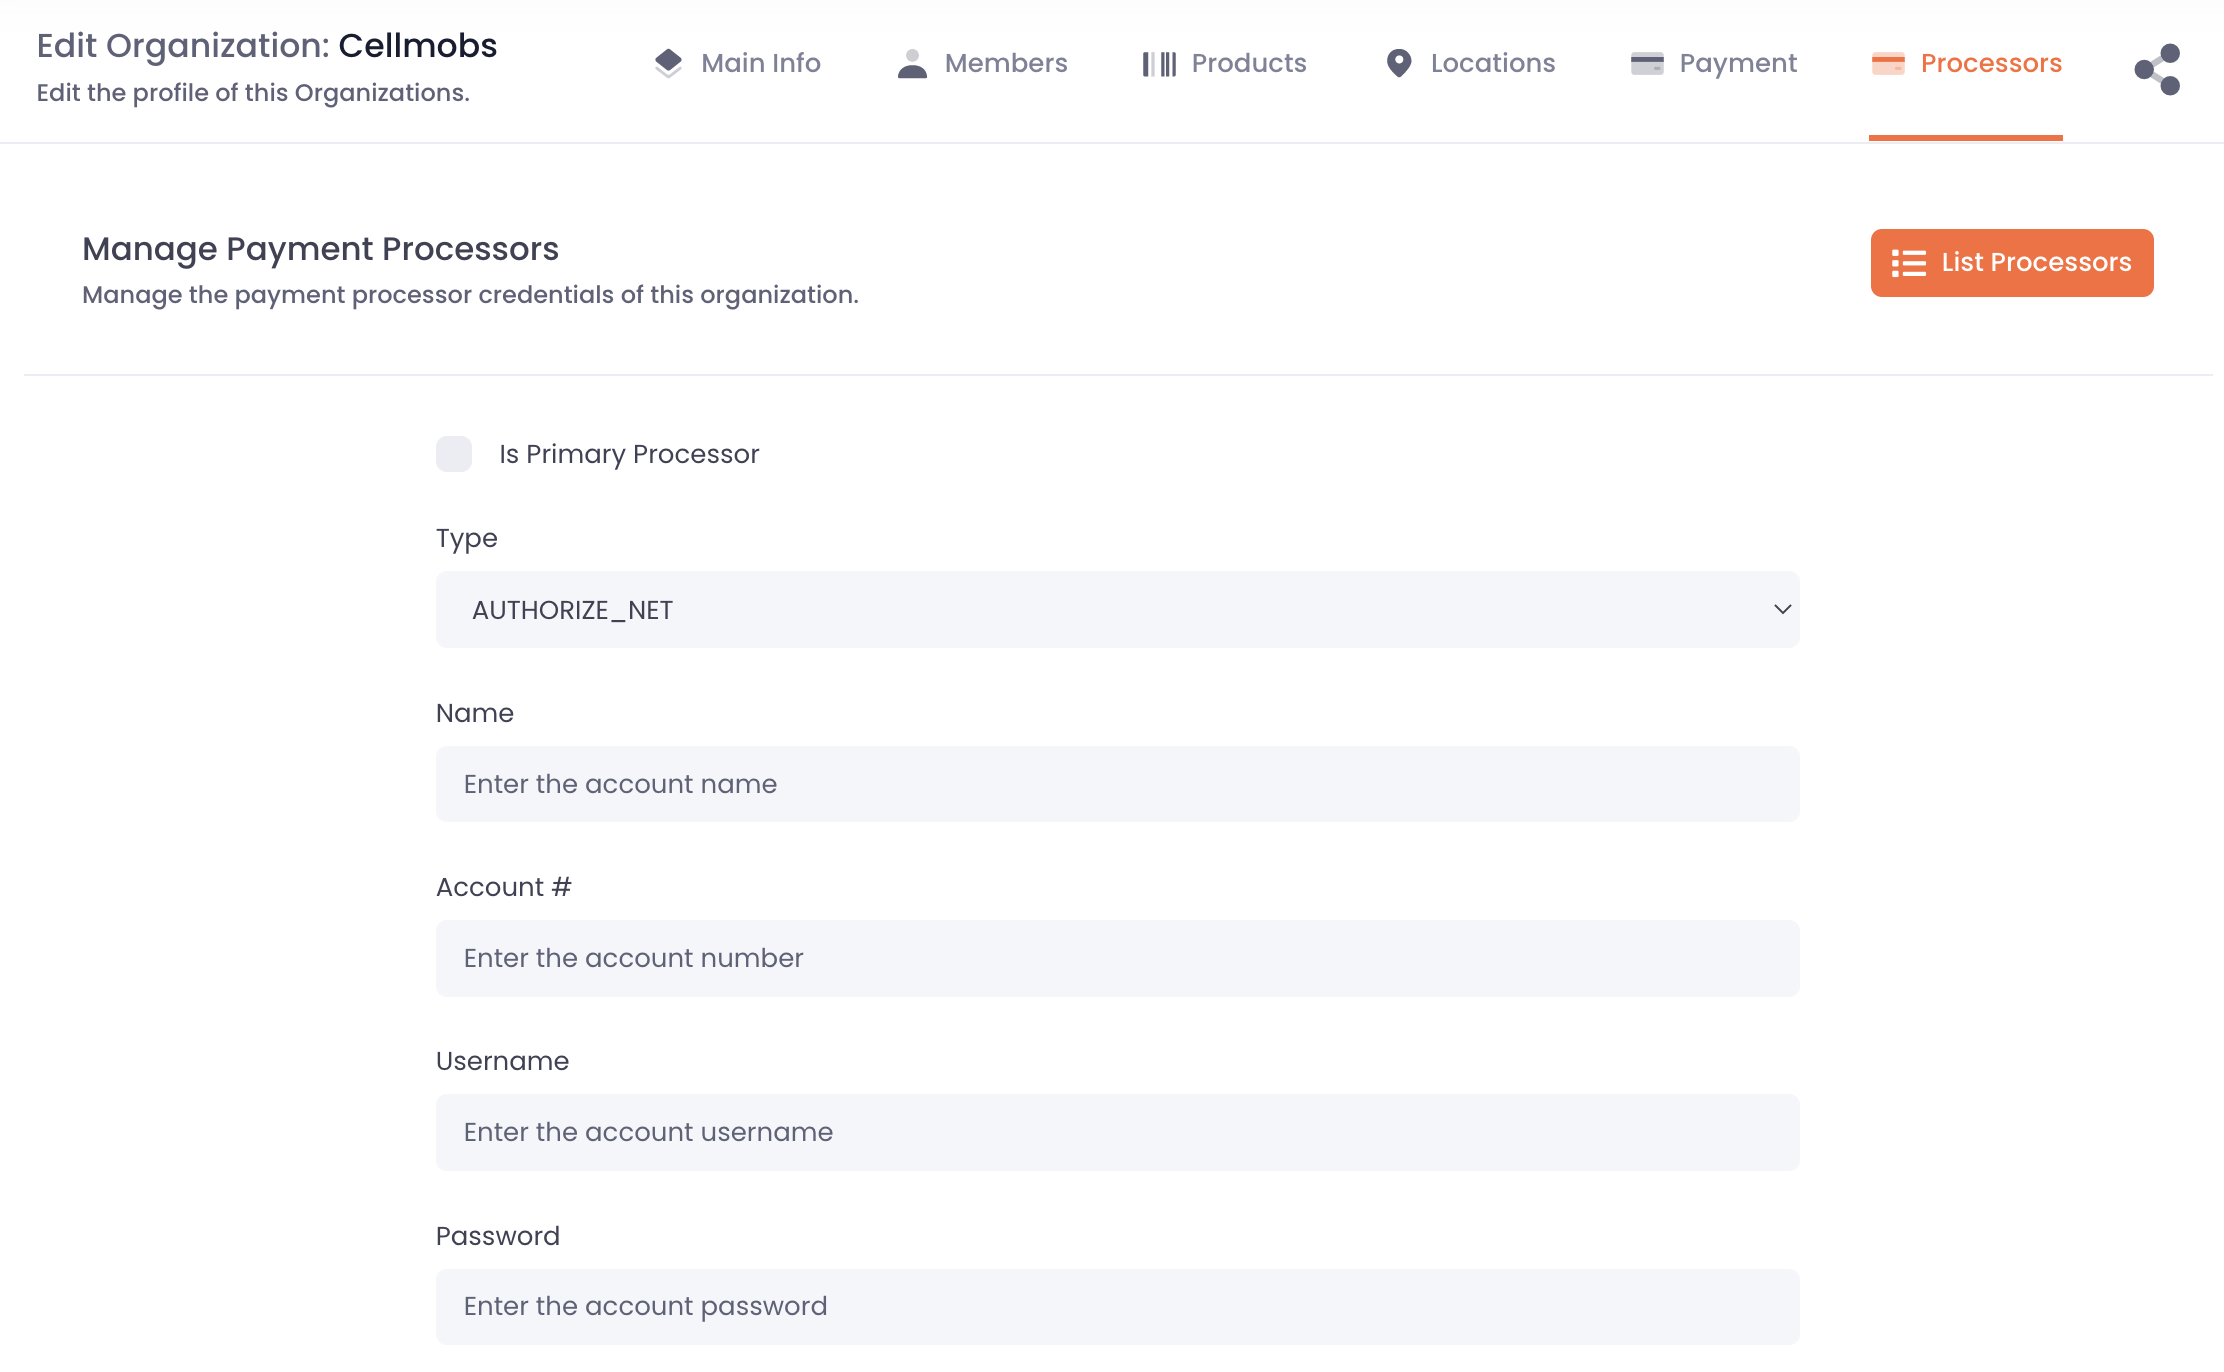 Edit Organization: Cellmobs
Edit the profile of this Organizations.
Main Info
Members
Products
Locations
Payment
Processors
Manage Payment Processors
Manage the payment processor credentials of this organization.
List Processors
Is Primary Processor
Type
AUTHORIZE_NET
Name
Enter the account name
Account #
Enter the account number
Username
Enter the account username
Password
Enter the account password